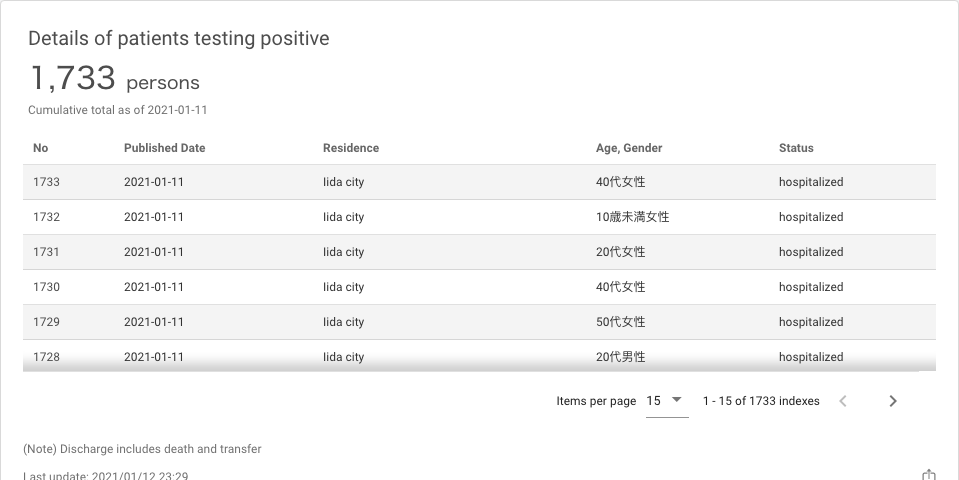 Details of patients testing positive
1,733 persons
Cumulative total as of 2021-01-11
No Published Date Residence Age, Gender Status
1733 2021-01-11 Iida city 40代女性 hospitalized
1732 2021-01-11 Iida city 10歳未満女性 hospitalized
1731 2021-01-11 Iida city 20代女性 hospitalized
1730 2021-01-11 Iida city 40代女性 hospitalized
1729 2021-01-11 Iida city 50代女性 hospitalized
1728 2021-01-11 Iida city 20代男性 hospitalized
Items per page 15 1 - 15 of 1733 indexes
(Note) Discharge includes death and transfer
Last update: 2021/01/12 23:29